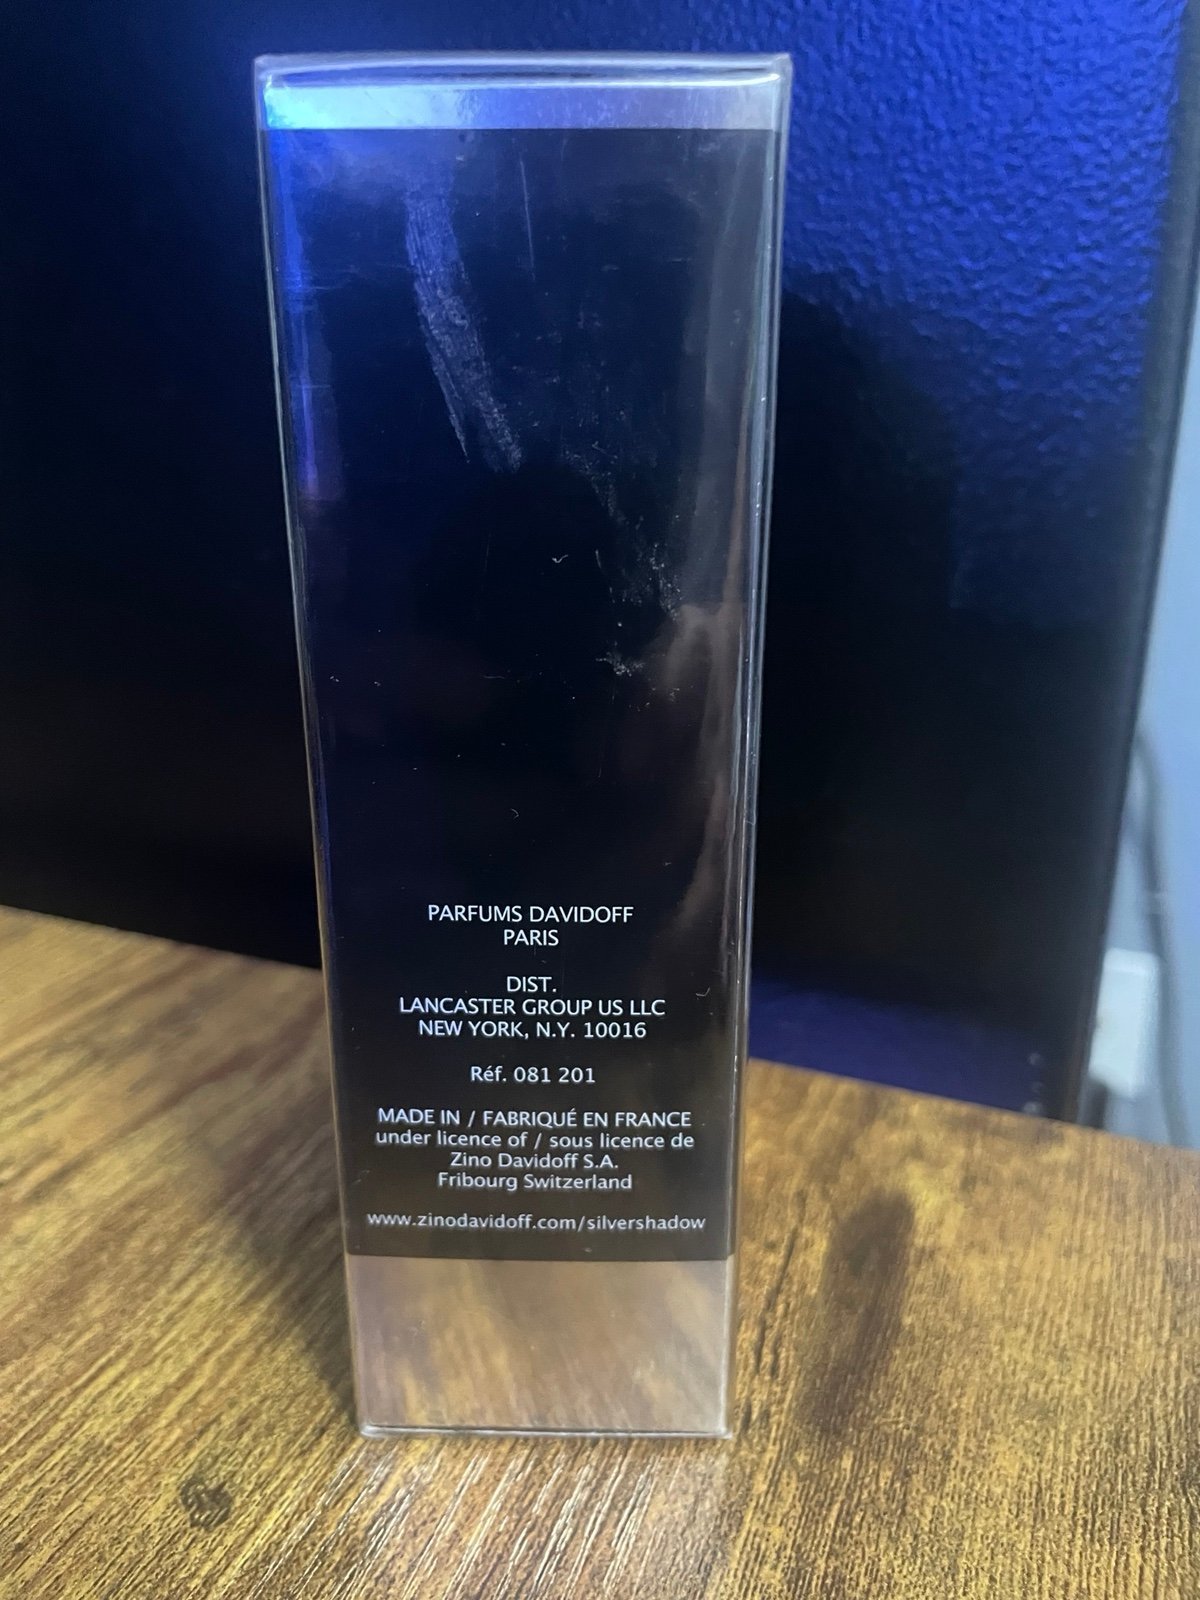 PARFUMS DAVIDOFF
PARIS
DIST.
LANCASTER GROUP US LLC
NEW YORK, N.Y. 10016
Réf. 081 201
MADE IN / FABRIQUÉ EN FRANCE
under licence of / sous licence de
Zino Davidoff S.A.
Fribourg Switzerland
www.zinodavidoff.com/silvershadow